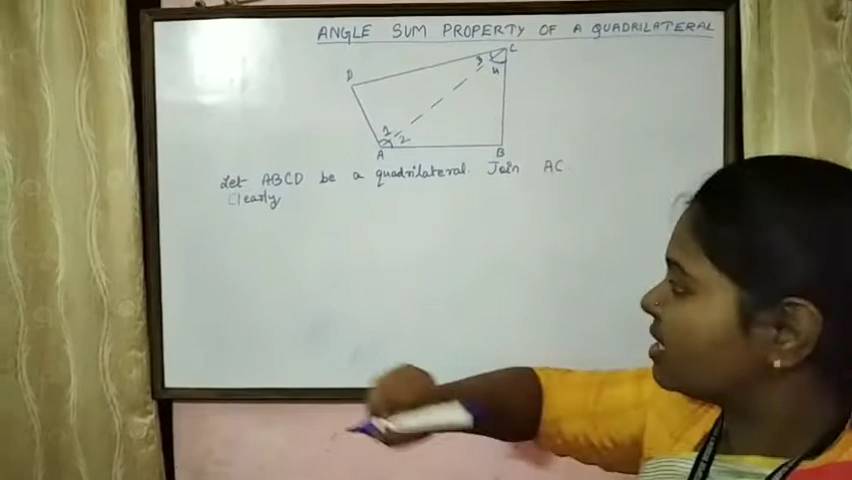 ANGLE SUM PROPERTY OF A QUADRILATERAL
D
C
3
4
1
2
A
B
Let ABCD be a quadrilateral. Join AC
Clearly